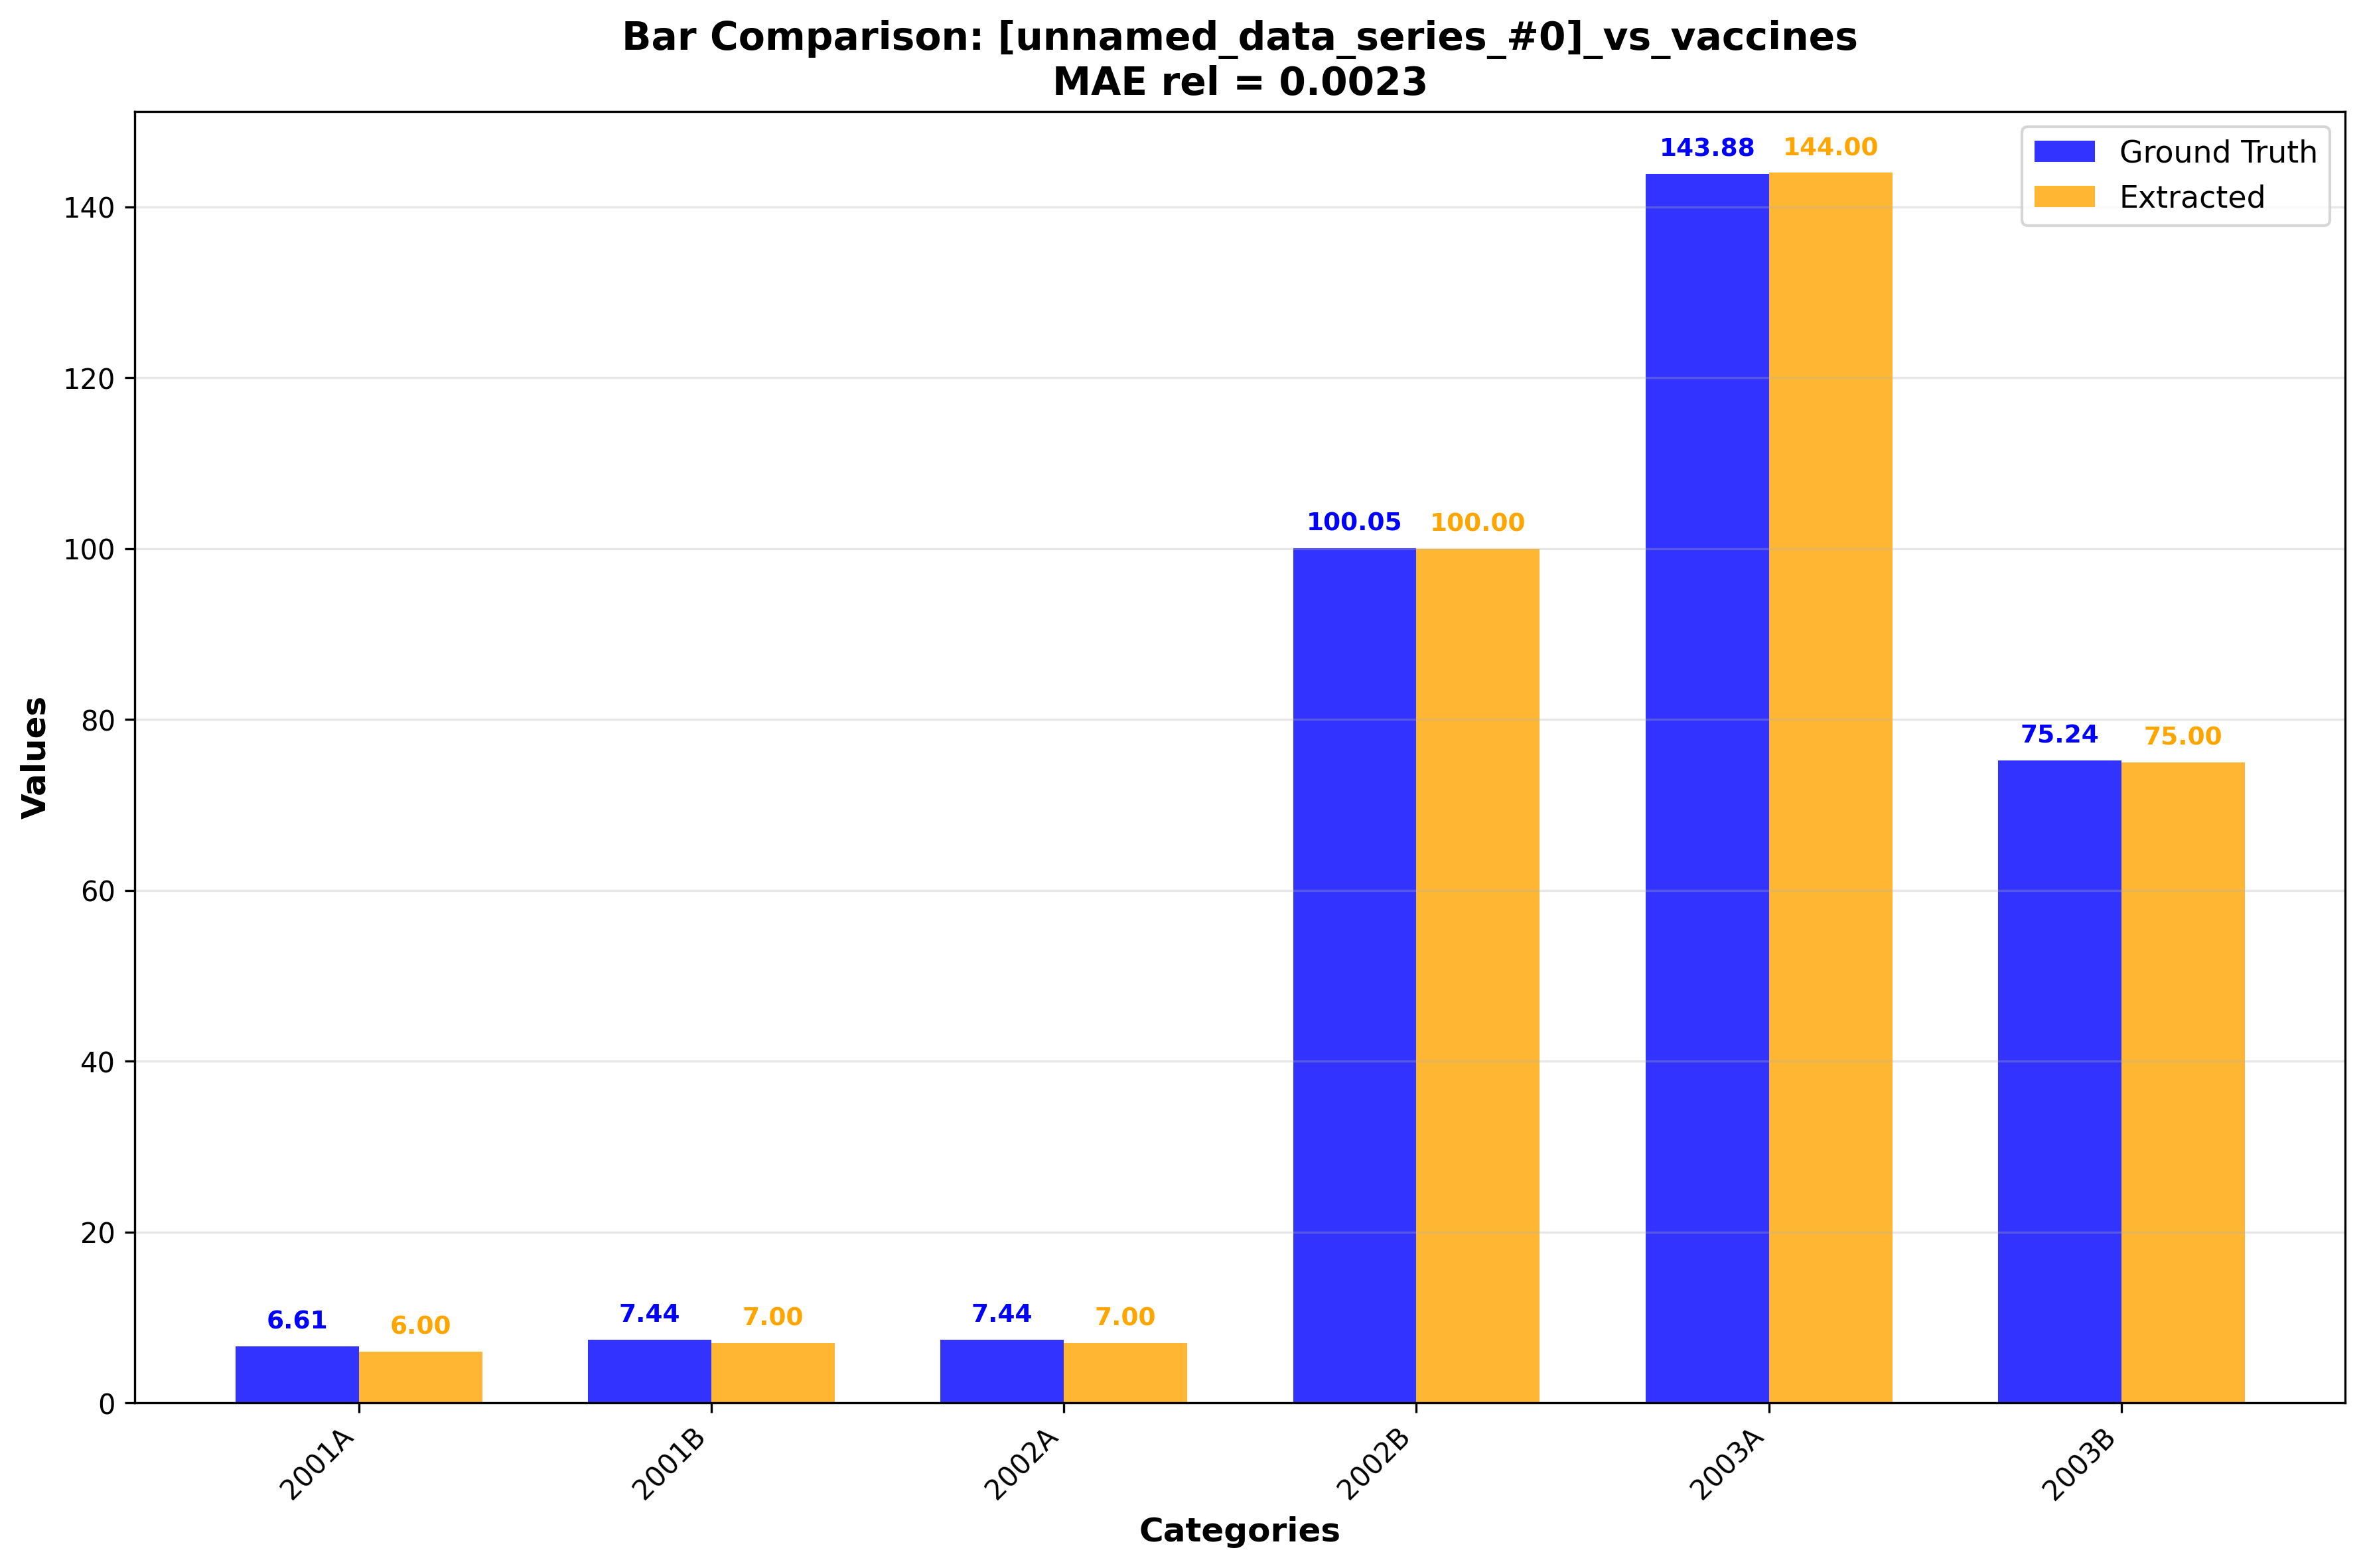 Bar Comparison: [unnamed_data_series_#0]_vs_vaccines
MAE rel = 0.0023
Ground Truth
Extracted
Values
140
120
100
80
60
40
20
0
6.61
6.00
7.44
7.00
7.44
7.00
100.05
100.00
143.88
144.00
75.24
75.00
2001A
2001B
2002A
2002B
2003A
2003B
Categories